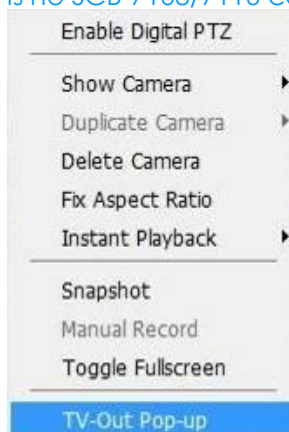 Enable Digital PTZ
Show Camera
Duplicate Camera
Delete Camera
Fix Aspect Ratio
Instant Playback
Snapshot
Manual Record
Toggle Fullscreen
TV-Out Pop-up